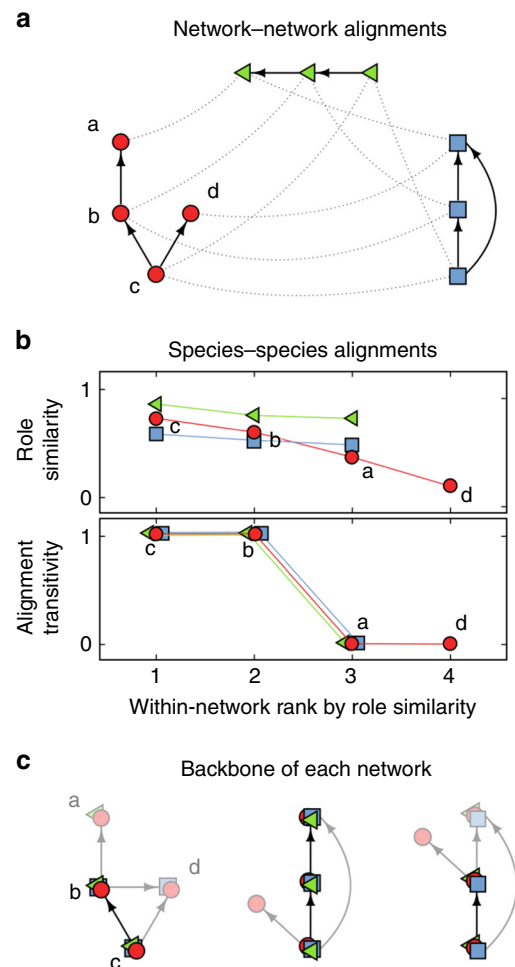 a
Network–network alignments
a
b
d
c
b
Species–species alignments
Role
similarity
1
0
c
b
a
d
Alignment
transitivity
1
0
c
b
a
d
1 2 3 4
Within-network rank by role similarity
c
Backbone of each network
a
b
d
c